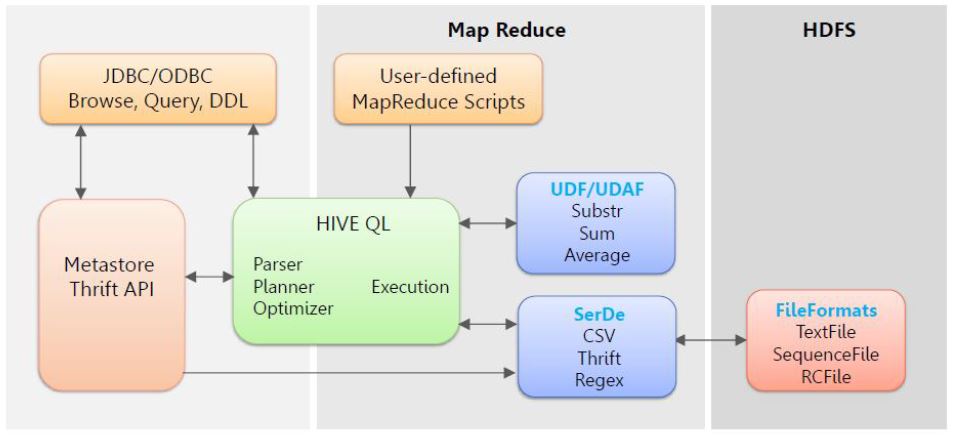 Map Reduce
HDFS
JDBC/ODBC
Browse, Query, DDL
User-defined
MapReduce Scripts
UDF/UDAF
Substr
Sum
Average
Metastore
Thrift API
HIVE QL
Parser
Planner
Optimizer
Execution
SerDe
CSV
Thrift
Regex
FileFormats
TextFile
SequenceFile
RCFile